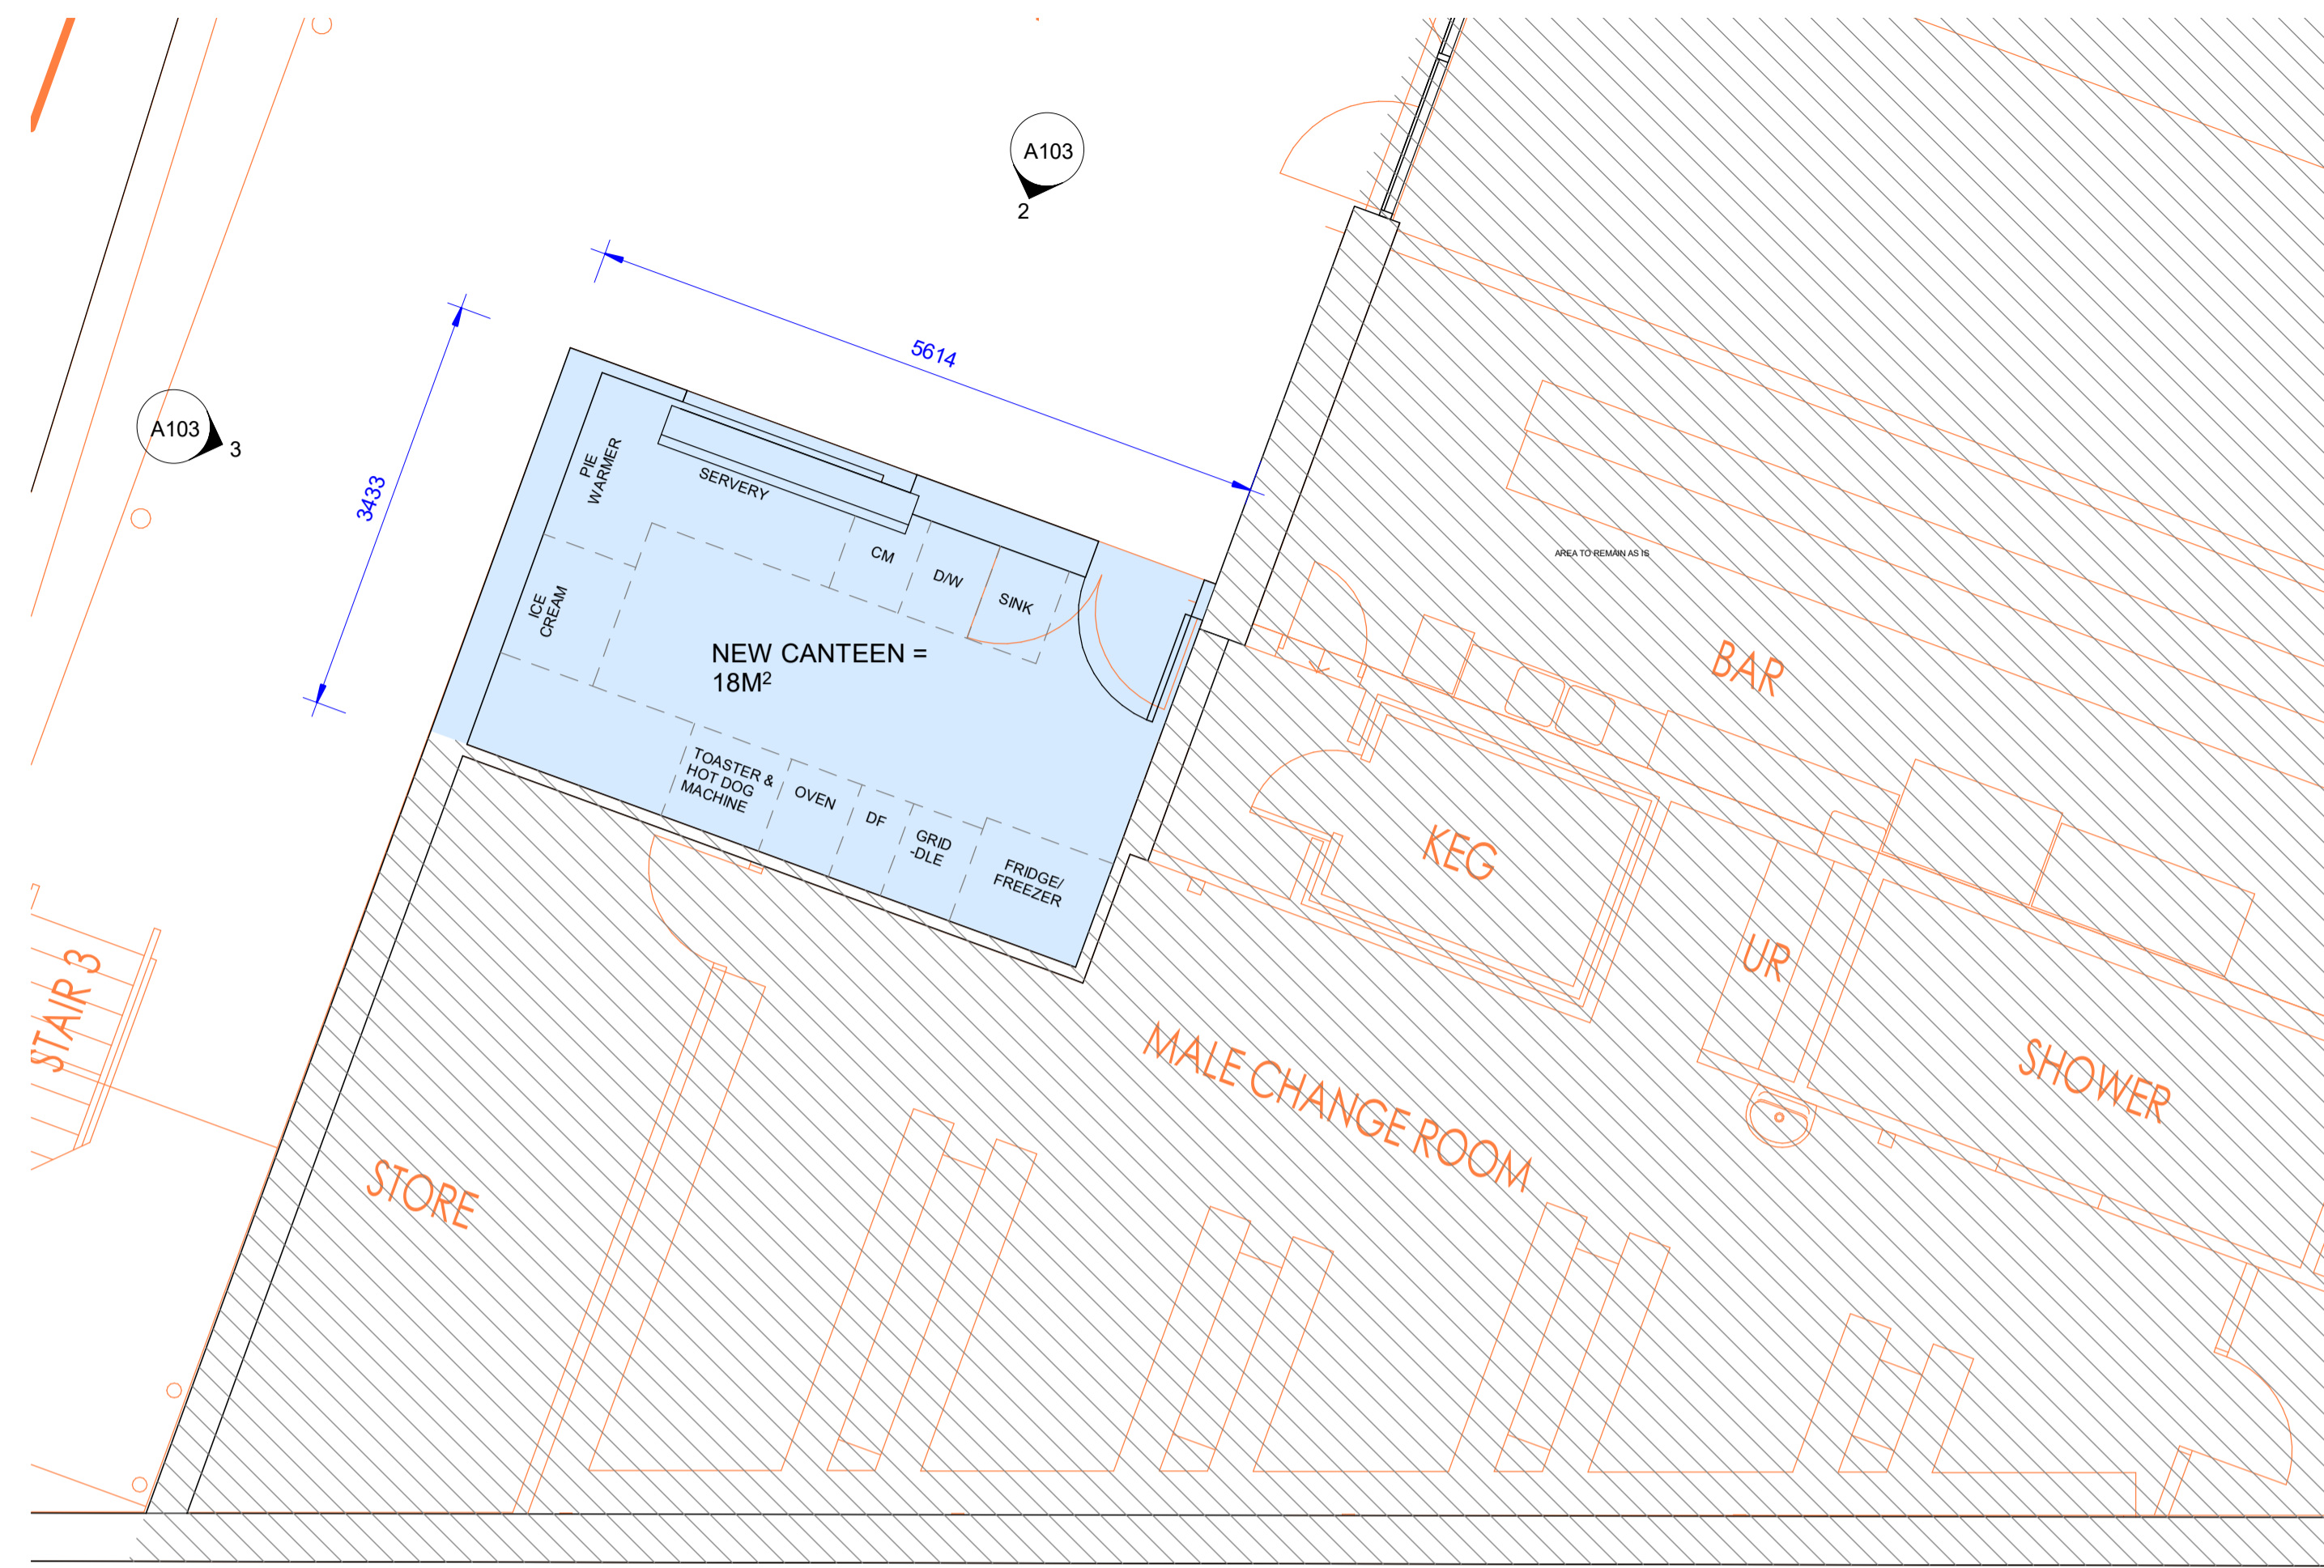 A103
2
5614
A103
3
3433
PIE
WARMER
SERVERY
AREA TO REMAIN AS IS
CM
D/W
SINK
ICE
CREAM
NEW CANTEEN =
18M²
BAR
TOASTER &
HOT DOG
MACHINE
OVEN
DF
GRID
-DLE
FRIDGE/
FREEZER
KEG
UR
STAIR 3
MALE CHANGE ROOM
SHOWER
STORE